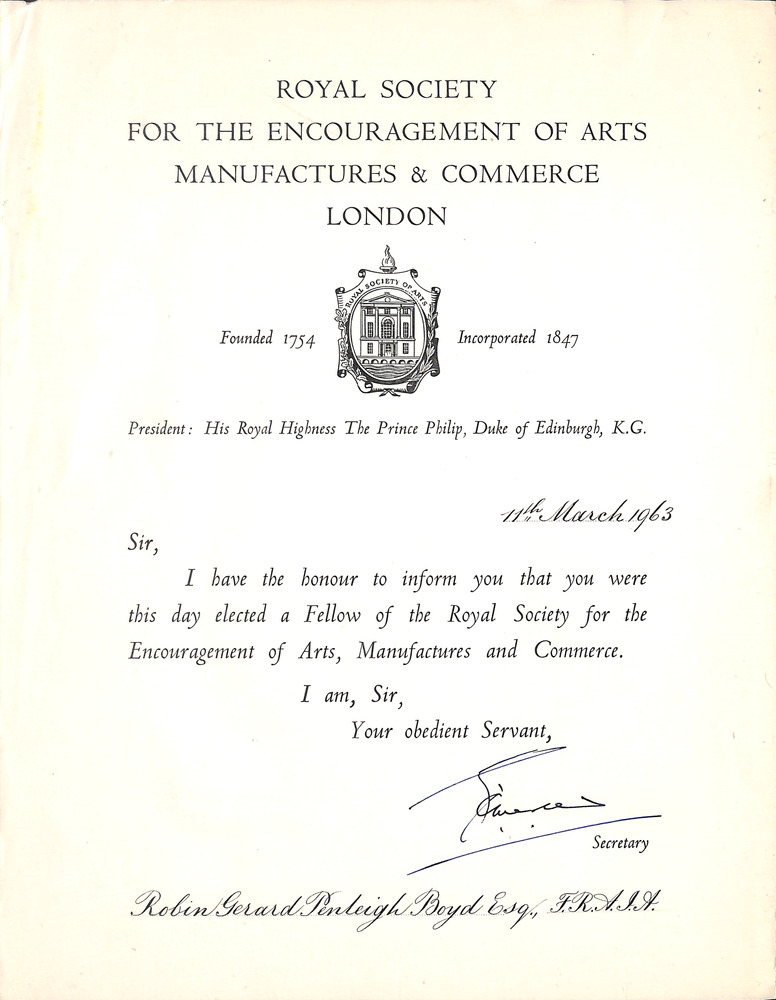 ROYAL SOCIETY
FOR THE ENCOURAGEMENT OF ARTS
MANUFACTURES & COMMERCE
LONDON
ROYAL SOCIETY OF ARTS
Founded 1754
Incorporated 1847
President: His Royal Highness The Prince Philip, Duke of Edinburgh, K.G.
11th March 1963
Sir,
I have the honour to inform you that you were
this day elected a Fellow of the Royal Society for the
Encouragement of Arts, Manufactures and Commerce.
I am, Sir,
Your obedient Servant,
Secretary
Robin Gerard Penleigh Boyd Esq., F.R.A.I.A.